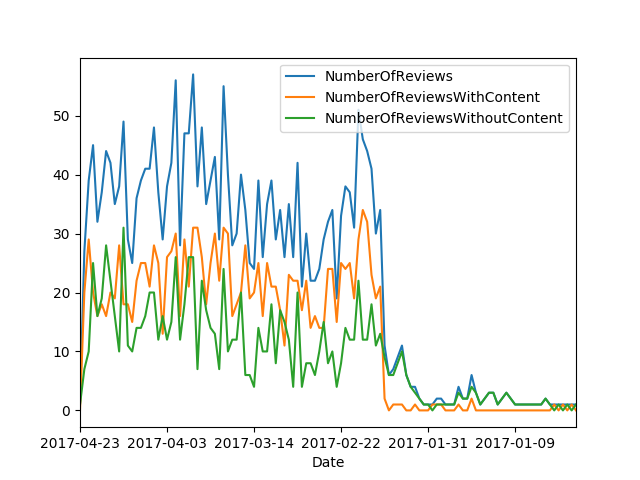 NumberOfReviews
NumberOfReviewsWithContent
NumberOfReviewsWithoutContent
50
40
30
20
10
0
2017-04-23 2017-04-03 2017-03-14 2017-02-22 2017-01-31 2017-01-09
Date